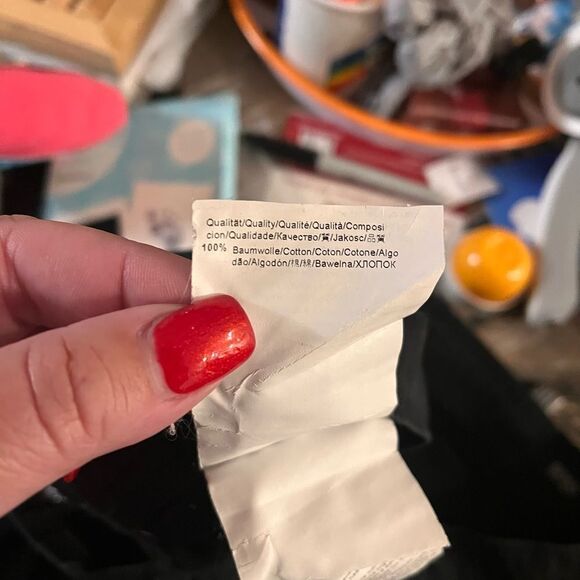 Qualität/Quality/Qualité/Qualità/Composi
cion/Qualidade/Качество/質/Jakosc/品質
100% Baumwolle/Cotton/Coton/Cotone/Algo
dão/Algodón/棉/綿/Bawelna/ХЛОПОК